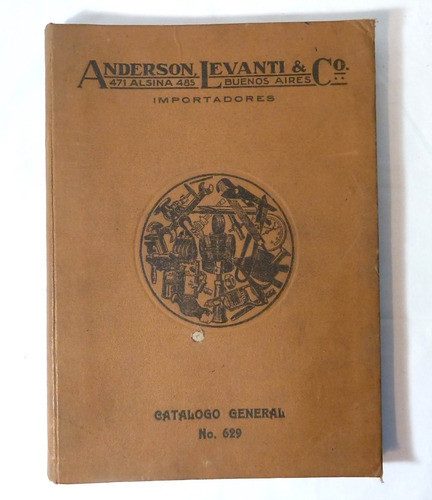 ANDERSON, LEVANTI & CO.
471 ALSINA 485 BUENOS AIRES
IMPORTADORES
CATALOGO GENERAL
No. 629